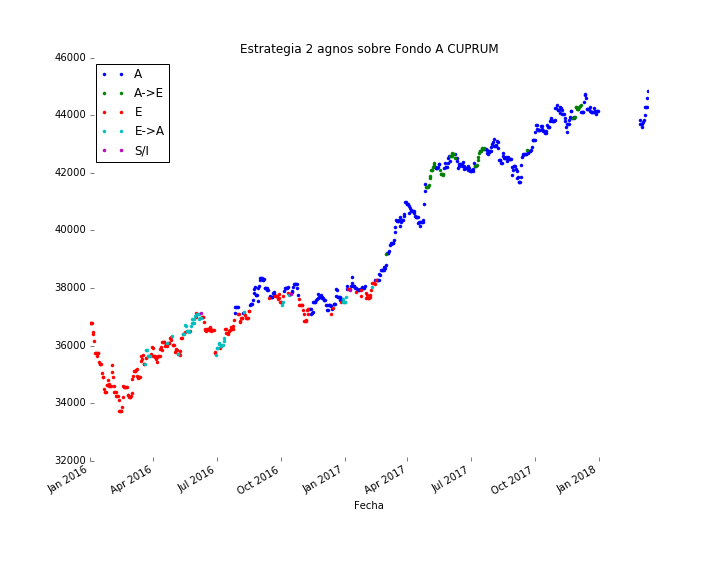 Estrategia 2 agnos sobre Fondo A CUPRUM
46000
44000
42000
40000
38000
36000
34000
32000
A
A->E
E
E->A
S/I
Jan 2016
Apr 2016
Jul 2016
Oct 2016
Jan 2017
Apr 2017
Jul 2017
Oct 2017
Jan 2018
Fecha